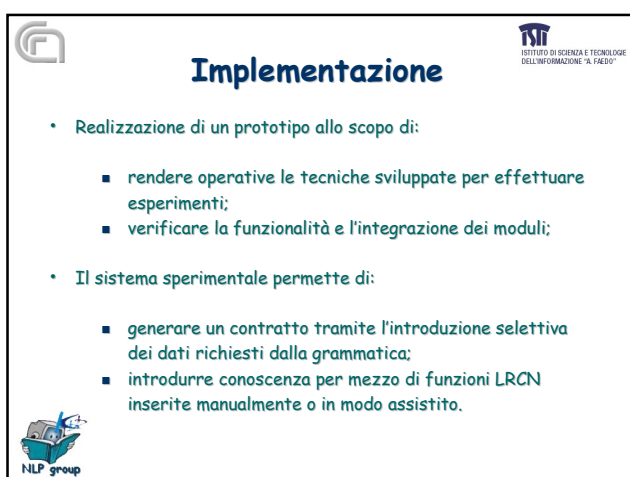 ISTI
ISTITUTO DI SCIENZA E TECNOLOGIE
DELL'INFORMAZIONE "A. FAEDO"
Implementazione
• Realizzazione di un prototipo allo scopo di:
■ rendere operative le tecniche sviluppate per effettuare
esperimenti;
■ verificare la funzionalità e l'integrazione dei moduli;
• Il sistema sperimentale permette di:
■ generare un contratto tramite l'introduzione selettiva
dei dati richiesti dalla grammatica;
■ introdurre conoscenza per mezzo di funzioni LRCN
inserite manualmente o in modo assistito.
NLP group